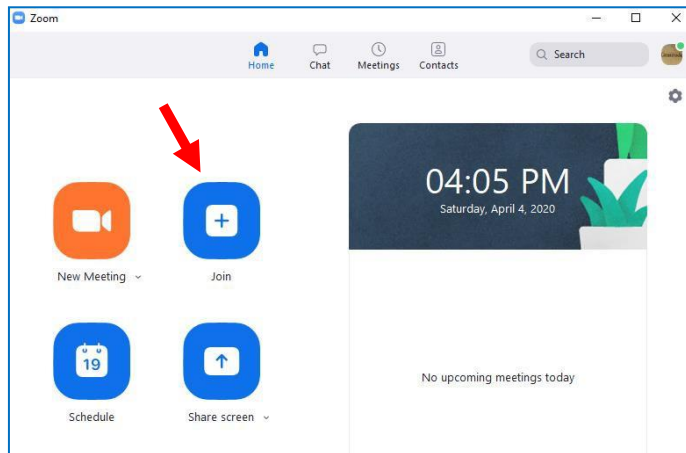 Zoom
Home
Chat
Meetings
Contacts
Search
04:05 PM
Saturday, April 4, 2020
New Meeting
Join
19
Schedule
Share screen
No upcoming meetings today